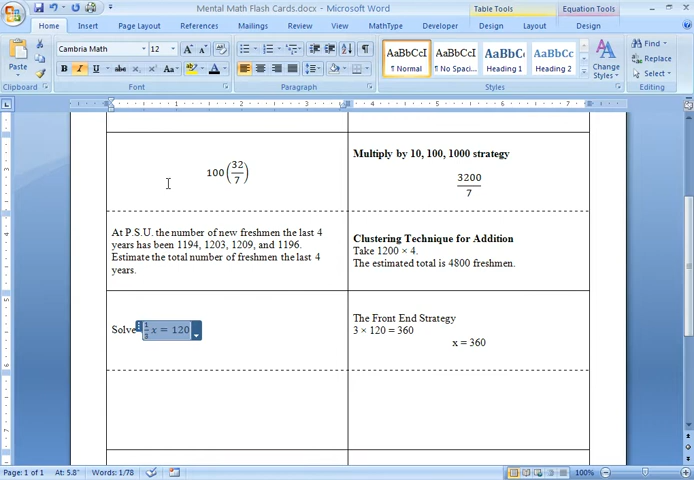 Mental Math Flash Cards.docx - Microsoft Word
Table Tools
Equation Tools
Home
Insert
Page Layout
References
Mailings
Review
View
MathType
Developer
Design
Layout
Design
Paste
Clipboard
Cambria Math
12
Font
Paragraph
AaBbCcI
¶ Normal
AaBbCcI
¶ No Spaci...
AaBbC
Heading 1
AaBbCc
Heading 2
Change
Styles
Styles
Find
Replace
Select
Editing
100(32/7)
Multiply by 10, 100, 1000 strategy
3200/7
At P.S.U. the number of new freshmen the last 4
years has been 1194, 1203, 1209, and 1196.
Estimate the total number of freshmen the last 4
years.
Clustering Technique for Addition
Take 1200 × 4.
The estimated total is 4800 freshmen.
Solve 1/3 x = 120
The Front End Strategy
3 × 120 = 360
x = 360
Page: 1 of 1
At: 5.8"
Words: 1/78
100%